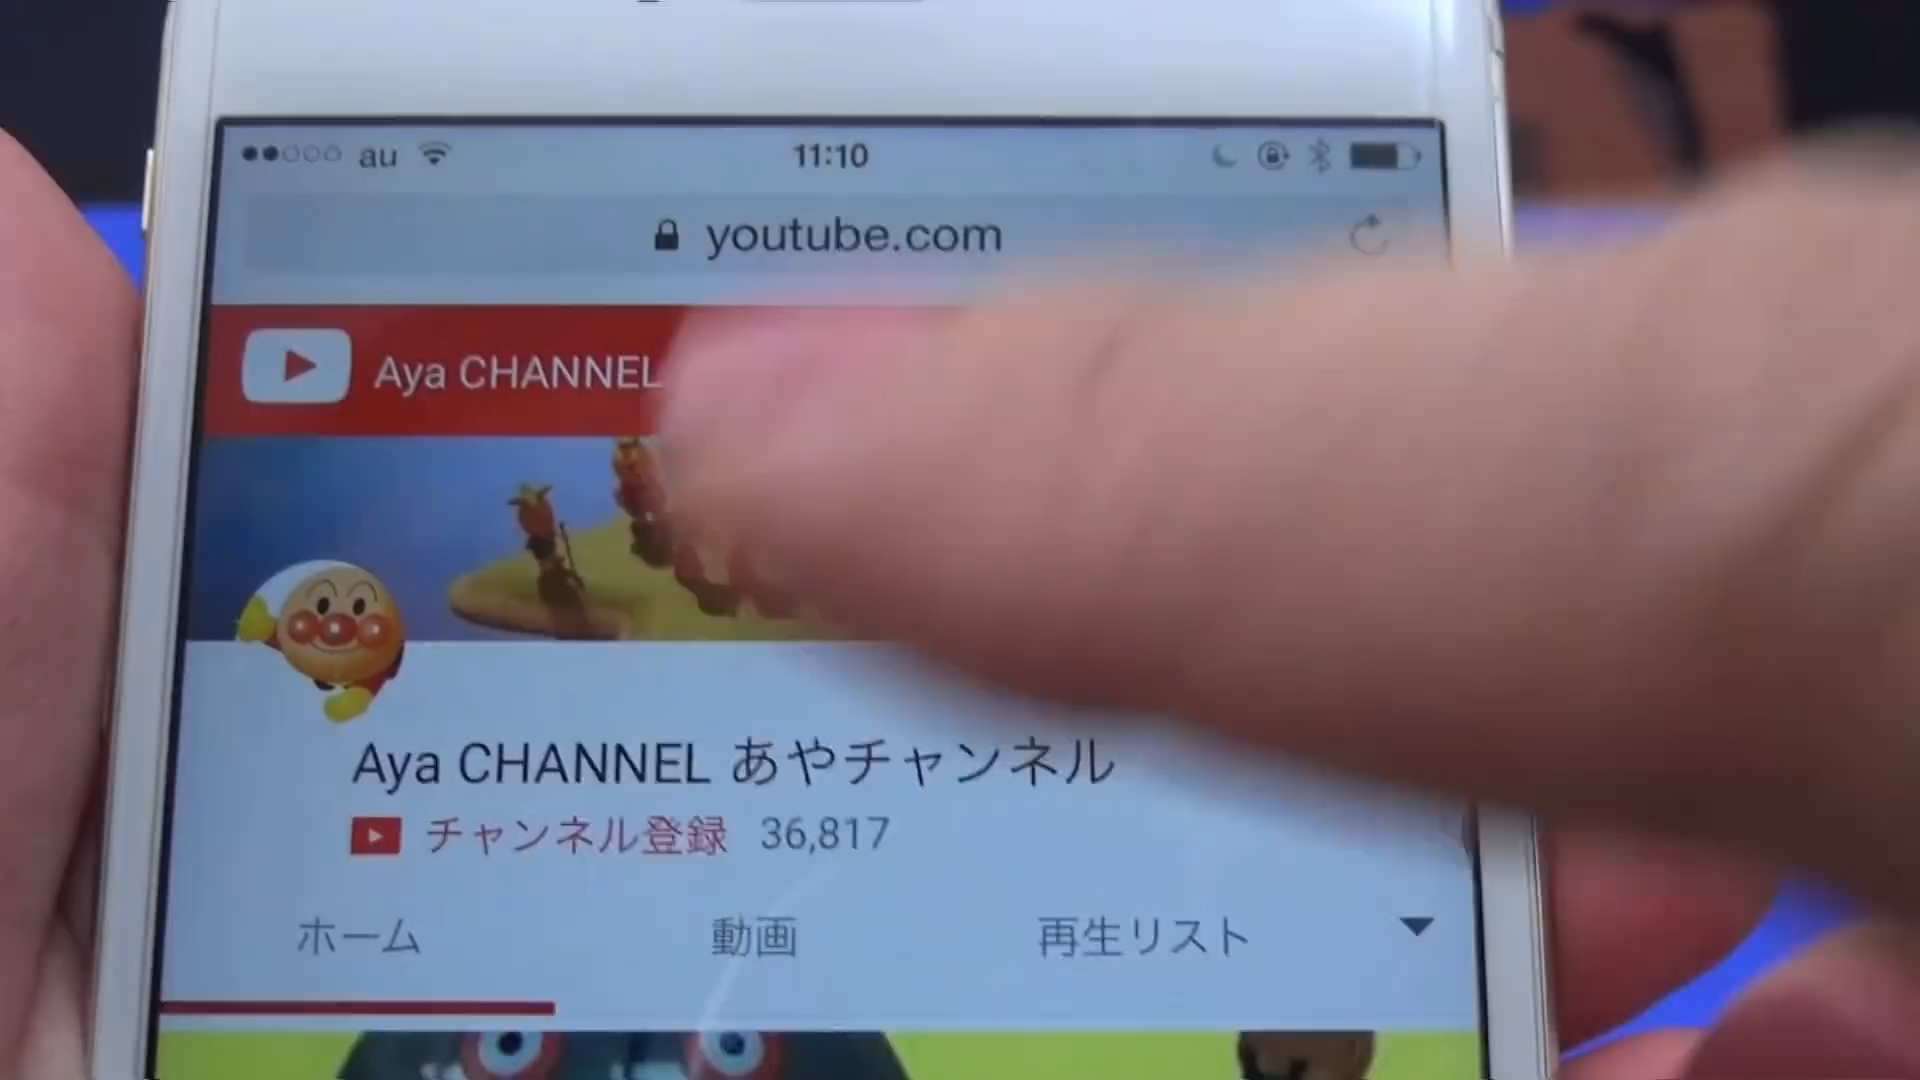 au 11:10
youtube.com
Aya CHANNEL
Aya CHANNEL あやチャンネル
チャンネル登録 36,817
ホーム 動画 再生リスト